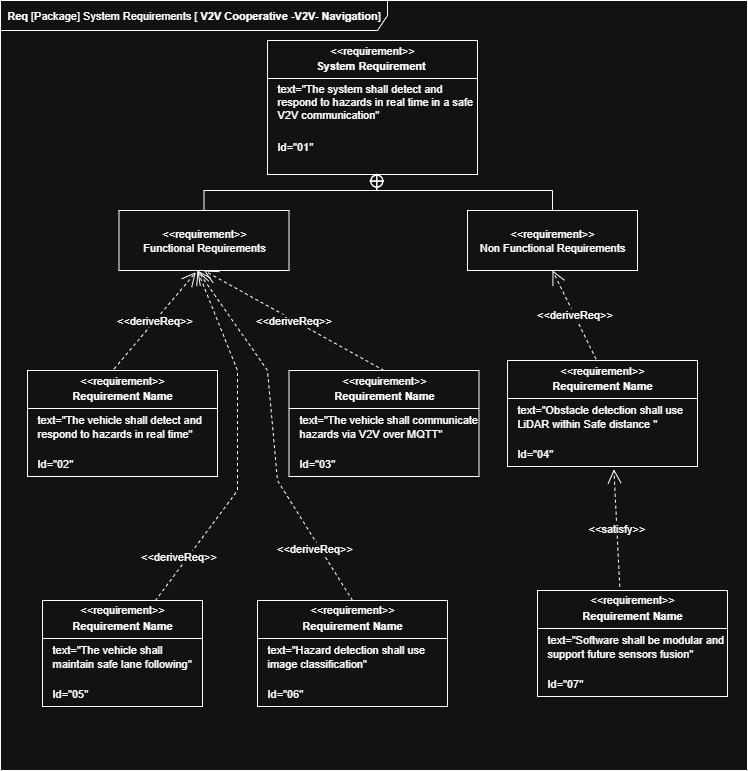 Req [Package] System Requirements [ V2V Cooperative -V2V- Navigation]
<<requirement>>
System Requirement
text="The system shall detect and
respond to hazards in real time in a safe
V2V communication"
Id="01"
<<requirement>>
Functional Requirements
<<requirement>>
Non Functional Requirements
<<deriveReq>>
<<deriveReq>>
<<deriveReq>>
<<requirement>>
Requirement Name
text="The vehicle shall detect and
respond to hazards in real time"
Id="02"
<<requirement>>
Requirement Name
text="The vehicle shall communicate
hazards via V2V over MQTT"
Id="03"
<<requirement>>
Requirement Name
text="Obstacle detection shall use
LiDAR within Safe distance "
Id="04"
<<satisfy>>
<<deriveReq>>
<<deriveReq>>
<<requirement>>
Requirement Name
text="The vehicle shall
maintain safe lane following"
Id="05"
<<requirement>>
Requirement Name
text="Hazard detection shall use
image classification"
Id="06"
<<requirement>>
Requirement Name
text="Software shall be modular and
support future sensors fusion"
Id="07"